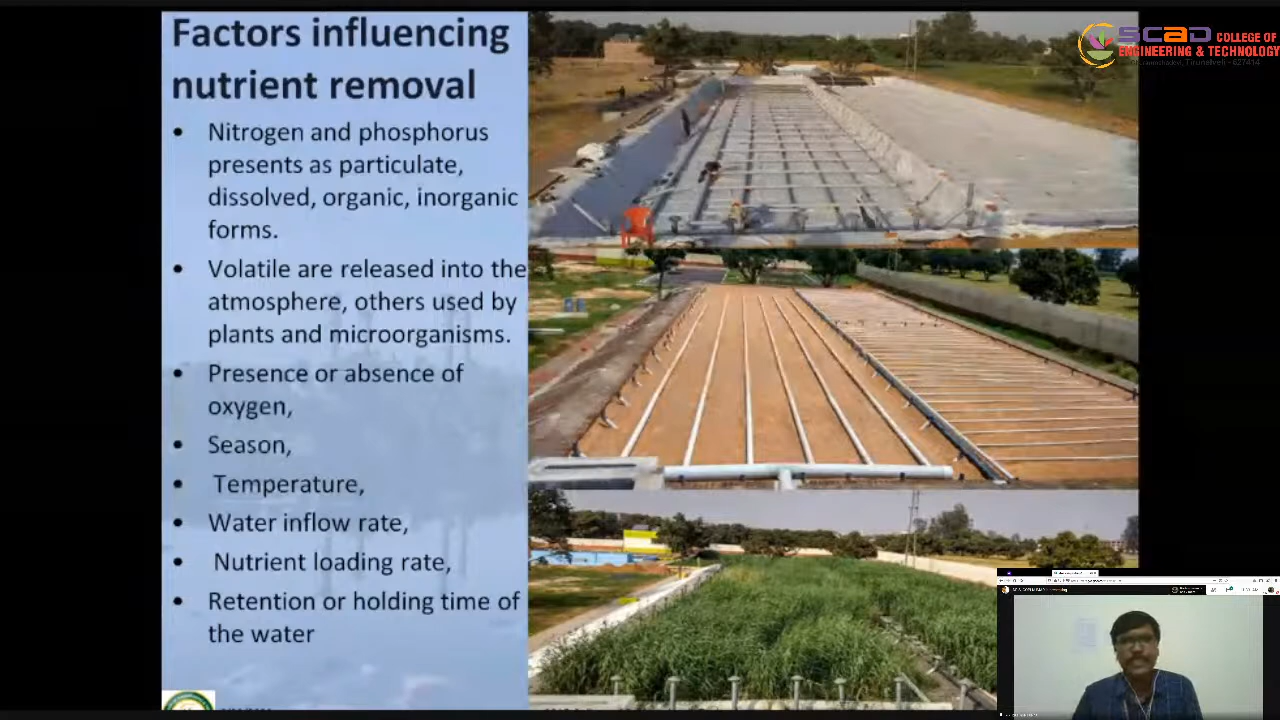 Factors influencing
nutrient removal
• Nitrogen and phosphorus
presents as particulate,
dissolved, organic, inorganic
forms.
• Volatile are released into the
atmosphere, others used by
plants and microorganisms.
• Presence or absence of
oxygen,
• Season,
• Temperature,
• Water inflow rate,
• Nutrient loading rate,
• Retention or holding time of
the water
SCAD COLLEGE OF
ENGINEERING & TECHNOLOGY
Tirunelveli - 627414